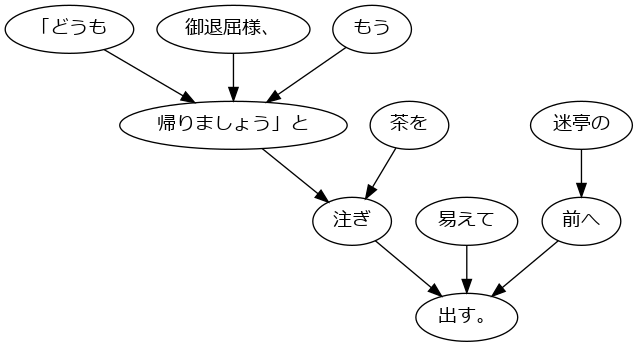 「どうも
御退屈様、
もう
帰りましょう」と
茶を
迷亭の
注ぎ
易えて
前へ
出す。